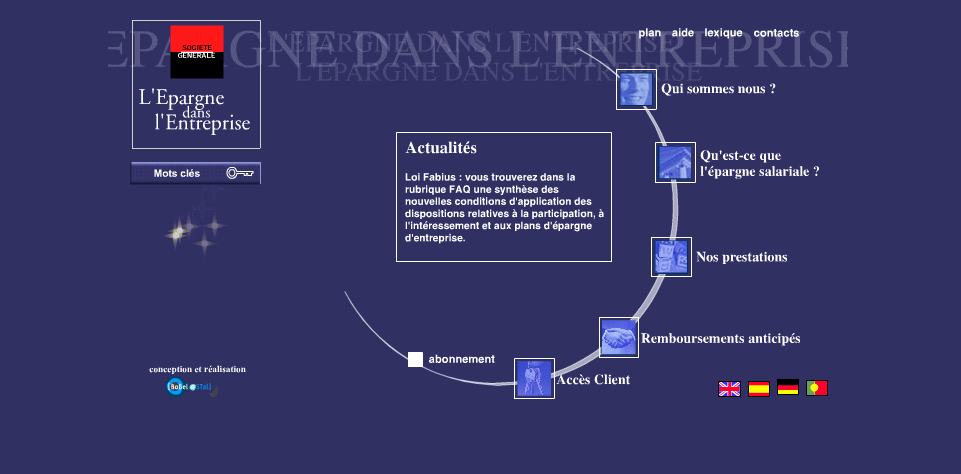 EPARGNE DANS L'ENTREPRISE
L'EPARGNE DANS L'ENTREPRISE
L'EPARGNE DANS L'ENTREPRISE
plan aide lexique contacts
SOCIETE
GENERALE
L'Epargne
dans
l'Entreprise
Mots clés
Qui sommes nous ?
Actualités
Loi Fabius : vous trouverez dans la
rubrique FAQ une synthèse des
nouvelles conditions d'application des
dispositions relatives à la participation, à
l'intéressement et aux plans d'épargne
d'entreprise.
Qu'est-ce que
l'épargne salariale ?
Nos prestations
Remboursements anticipés
abonnement
Accès Client
conception et réalisation
[BaBel @STal]